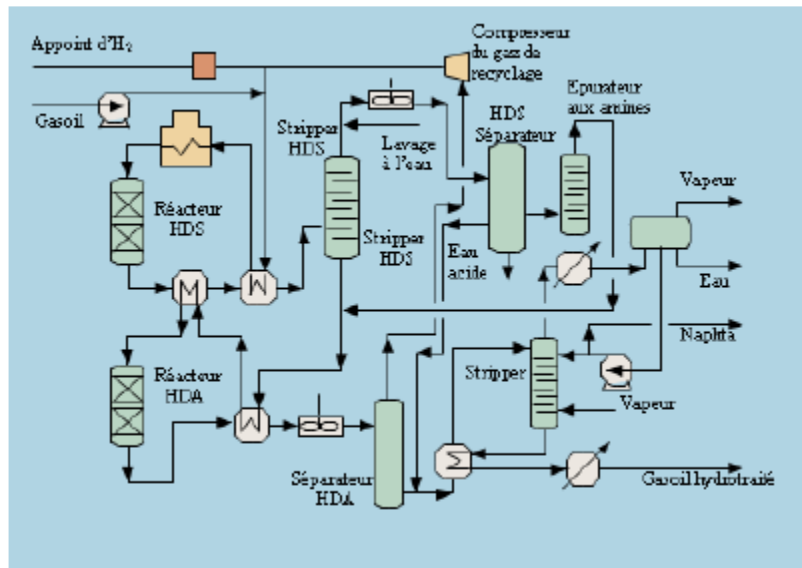 Appoint d'H2
Gasoil
Compresseur
du gaz de
recyclage
Epurateur
aux amines
Stripper
HDS
Lavage
à l'eau
HDS
Séparateur
Vapeur
Réacteur
HDS
Stripper
HDS
Eau
acide
Eau
Naphta
Réacteur
HDA
Stripper
Vapeur
Séparateur
HDA
Gasoil hydrotraité